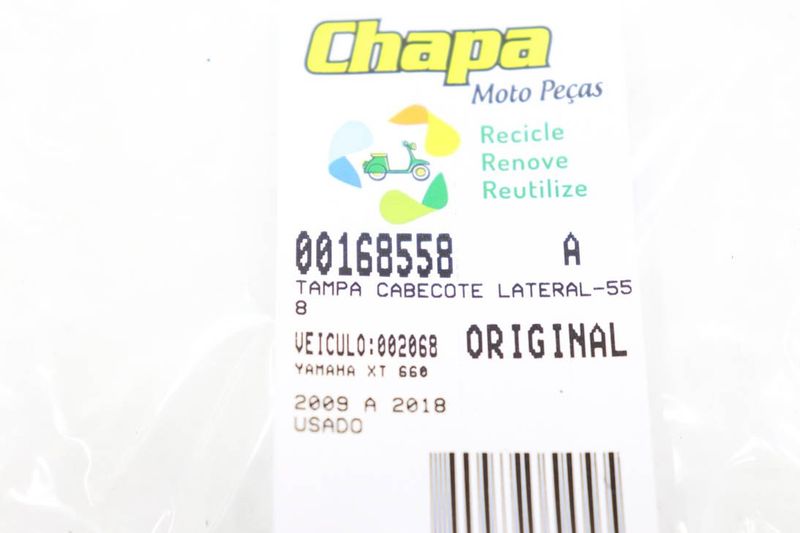 Chapa
Moto Peças
Recicle
Renove
Reutilize
00168558 A
TAMPA CABECOTE LATERAL-55
8
VEICULO:002068 ORIGINAL
YAMAHA XT 660
2009 A 2018
USADO